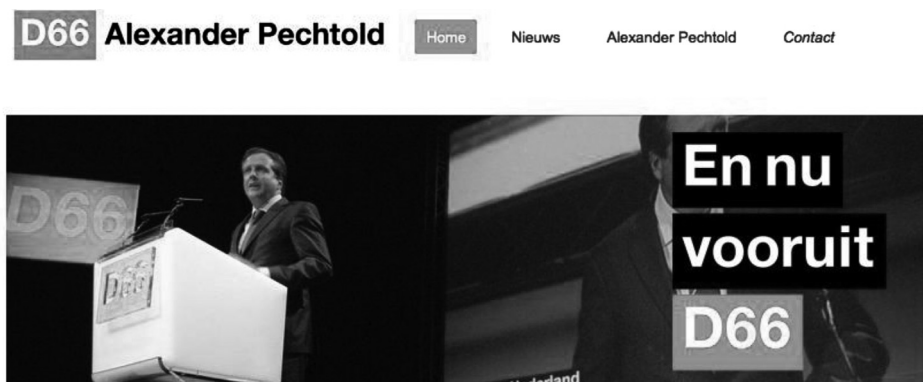 D66 Alexander Pechtold Home Nieuws Alexander Pechtold Contact
D66
D66
En nu
vooruit
D66